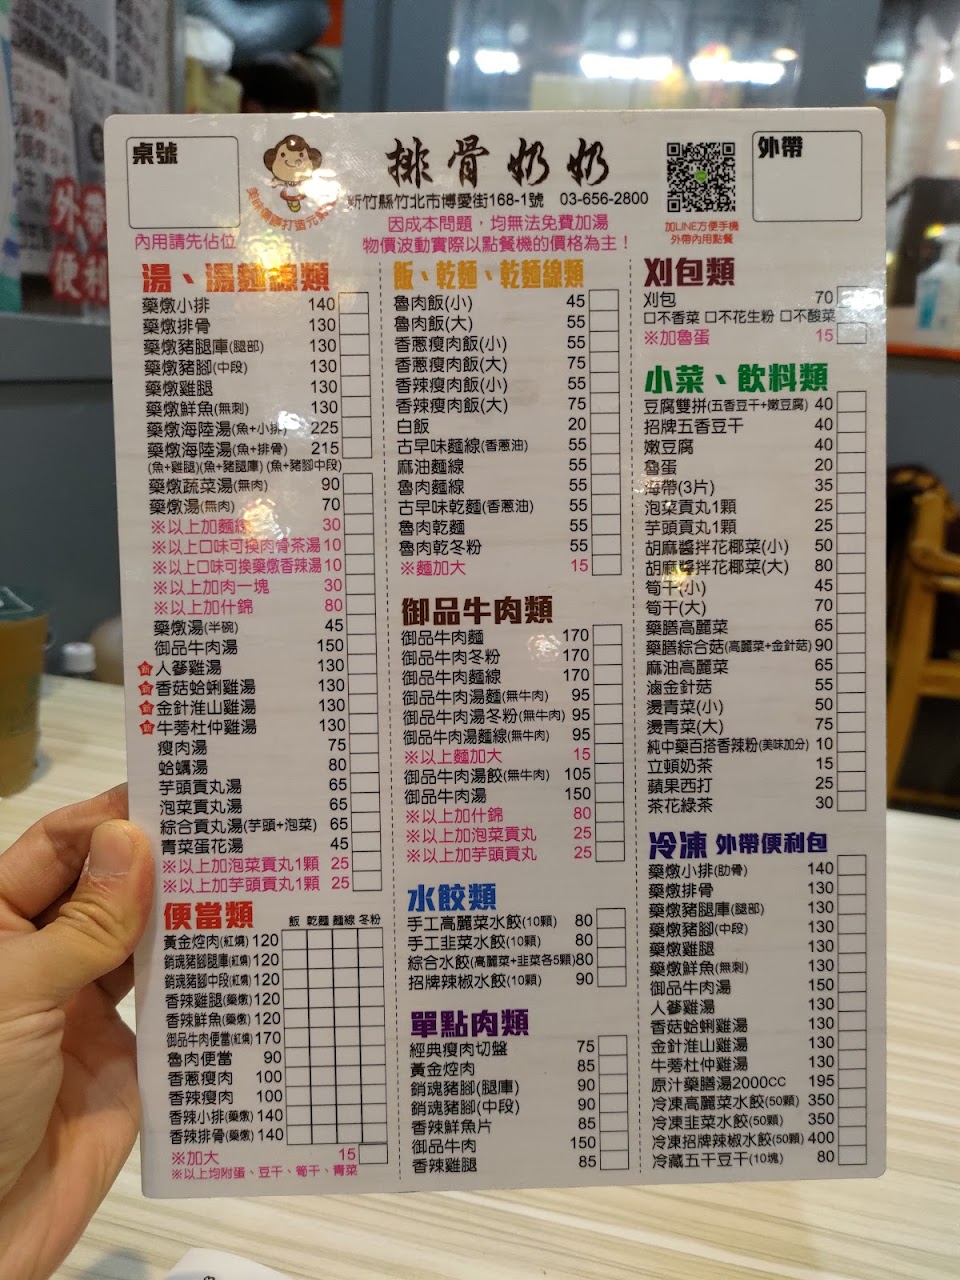 桌號
排骨奶奶
外帶
新竹縣竹北市博愛街168-1號 03-656-2800
內用請先佔位
因成本問題，均無法免費加湯
物價波動實際以點餐機的價格為主！
加LINE方便手機
外帶內用點餐
湯、湯麵線類
藥燉小排 140
藥燉排骨 130
藥燉豬腿庫(腿部) 130
藥燉豬腳(中段) 130
藥燉雞腿 130
藥燉鮮魚(無刺) 130
藥燉海陸湯(魚+小排) 225
藥燉海陸湯(魚+排骨) 215
(魚+雞腿)(魚+豬腿庫)(魚+豬腳中段)
藥燉蔬菜湯(無肉) 90
藥燉湯(無肉) 70
※以上加麵線 30
※以上口味可換肉骨茶湯 10
※以上口味可換藥燉香辣湯 10
※以上加肉一塊 30
※以上加什錦 80
藥燉湯(半碗) 45
御品牛肉湯 150
人蔘雞湯 130
香菇蛤蜊雞湯 130
金針淮山雞湯 130
牛蒡杜仲雞湯 130
瘦肉湯 75
蛤蠣湯 80
芋頭貢丸湯 65
泡菜貢丸湯 65
綜合貢丸湯(芋頭+泡菜) 65
青菜蛋花湯 45
※以上加泡菜貢丸1顆 25
※以上加芋頭貢丸1顆 25
便當類 飯 乾麵 麵線 冬粉
黃金焢肉(紅燒) 120
銷魂豬腳腿庫(紅燒) 120
銷魂豬腳中段(紅燒) 120
香辣雞腿(藥燉) 120
香辣鮮魚(藥燉) 120
御品牛肉便當(紅燒) 170
魯肉便當 90
香蔥瘦肉 100
香辣瘦肉 100
香辣小排(藥燉) 140
香辣排骨(藥燉) 140
※加大 15
※以上均附蛋、豆干、筍干、青菜
飯、乾麵、乾麵線類
魯肉飯(小) 45
魯肉飯(大) 55
香蔥瘦肉飯(小) 55
香蔥瘦肉飯(大) 75
香辣瘦肉飯(小) 55
香辣瘦肉飯(大) 75
白飯 20
古早味麵線(香蔥油) 55
麻油麵線 55
魯肉麵線 55
古早味乾麵(香蔥油) 55
魯肉乾麵 55
魯肉乾冬粉 55
※麵加大 15
御品牛肉類
御品牛肉麵 170
御品牛肉冬粉 170
御品牛肉麵線 170
御品牛肉湯麵(無牛肉) 95
御品牛肉湯冬粉(無牛肉) 95
御品牛肉湯麵線(無牛肉) 95
※以上麵加大 15
御品牛肉湯餃(無牛肉) 105
御品牛肉湯 150
※以上加什錦 80
※以上加泡菜貢丸 25
※以上加芋頭貢丸 25
水餃類
手工高麗菜水餃(10顆) 80
手工韭菜水餃(10顆) 80
綜合水餃(高麗菜+韭菜各5顆) 80
招牌辣椒水餃(10顆) 90
單點肉類
經典瘦肉切盤 75
黃金焢肉 85
銷魂豬腳(腿庫) 90
銷魂豬腳(中段) 90
香辣鮮魚片 85
御品牛肉 150
香辣雞腿 85
刈包類
刈包 70
口不香菜 口不花生粉 口不酸菜
※加魯蛋 15
小菜、飲料類
豆腐雙拼(五香豆干+嫩豆腐) 40
招牌五香豆干 40
嫩豆腐 40
魯蛋 20
海帶(3片) 35
泡菜貢丸1顆 25
芋頭貢丸1顆 25
胡麻醬拌花椰菜(小) 50
胡麻醬拌花椰菜(大) 80
筍干(小) 45
筍干(大) 70
藥膳高麗菜 65
藥膳綜合菇(高麗菜+金針菇) 90
麻油高麗菜 65
滷金針菇 55
燙青菜(小) 50
燙青菜(大) 75
純中藥百搭香辣粉(美味加分) 10
立頓奶茶 15
蘋果西打 25
茶花綠茶 30
冷凍 外帶便利包
藥燉小排(肋骨) 140
藥燉排骨 130
藥燉豬腿庫(腿部) 130
藥燉豬腳(中段) 130
藥燉雞腿 130
藥燉鮮魚(無刺) 130
御品牛肉湯 150
人蔘雞湯 130
香菇蛤蜊雞湯 130
金針淮山雞湯 130
牛蒡杜仲雞湯 130
原汁藥膳湯2000CC 195
冷凍高麗菜水餃(50顆) 350
冷凍韭菜水餃(50顆) 350
冷凍招牌辣椒水餃(50顆) 400
冷藏五干豆干(10塊) 80
外帶
便利